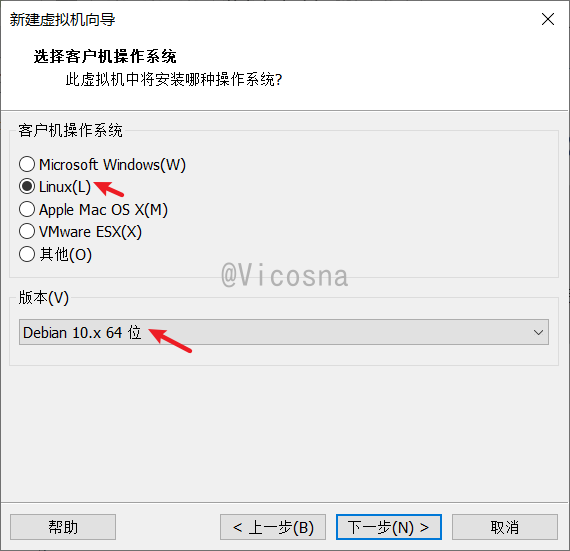 新建虚拟机向导
选择客户机操作系统
此虚拟机中将安装哪种操作系统?
客户机操作系统
Microsoft Windows(W)
Linux(L)
Apple Mac OS X(M)
VMware ESX(X)
其他(O)
@Vicosna
版本(V)
Debian 10.x 64 位
帮助
< 上一步(B)
下一步(N) >
取消